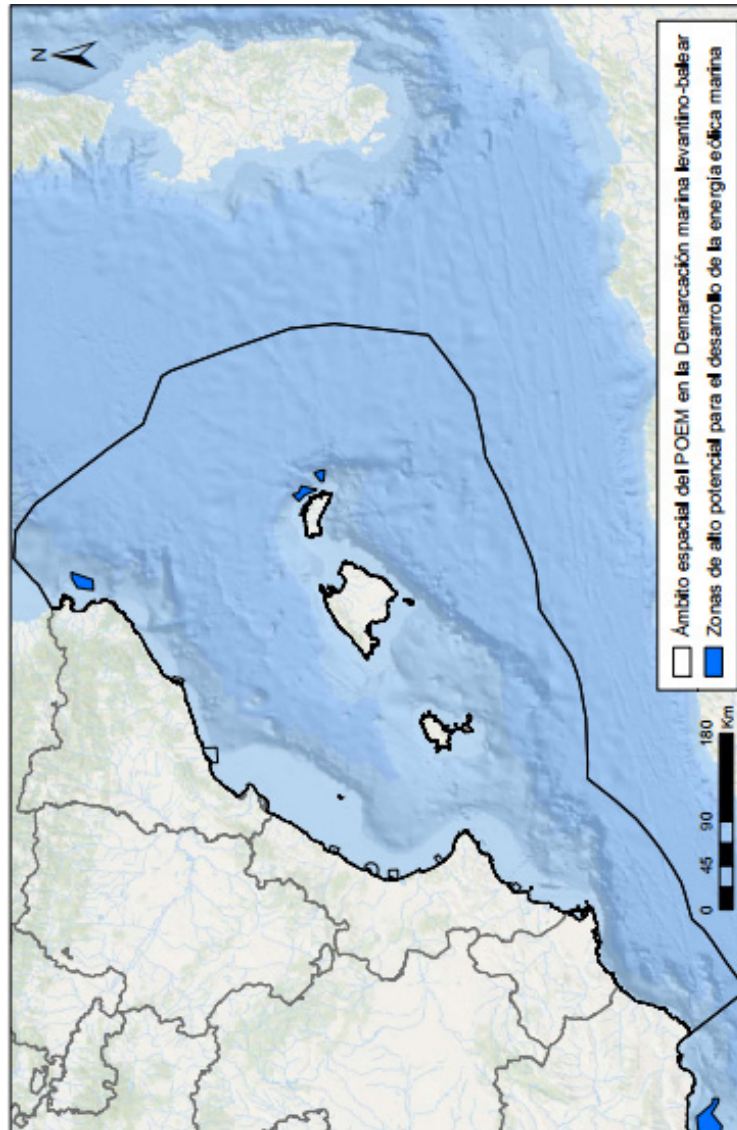 N
Ámbito espacial del POEM en la Demarcación marina levantino-balear
Zonas de alto potencial para el desarrollo de la energía eólica marina
0 45 90 180
Km